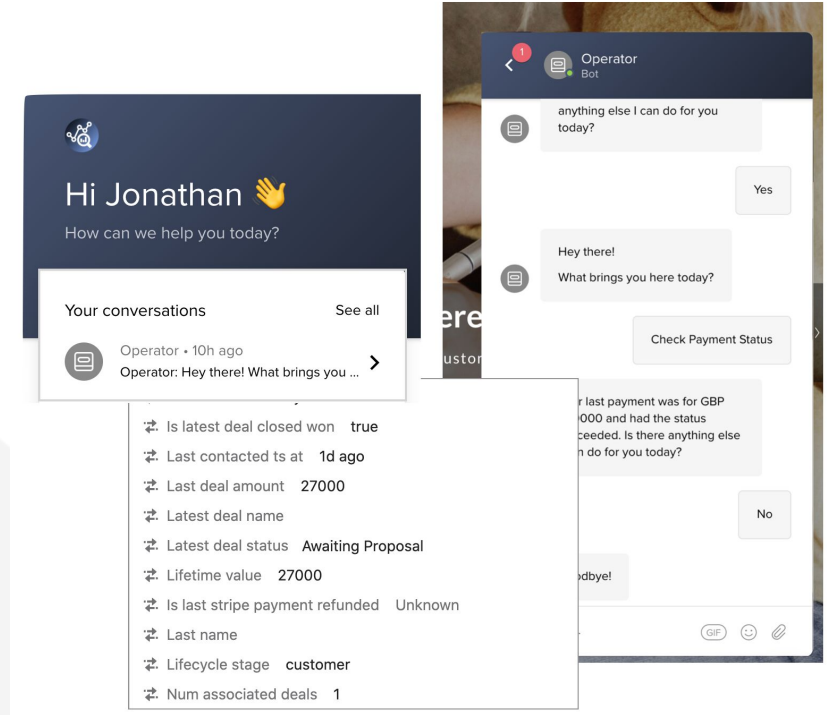 Hi Jonathan 👋
How can we help you today?
Your conversations
See all
Operator • 10h ago
Operator: Hey there! What brings you ...
Is latest deal closed won true
Last contacted ts at 1d ago
Last deal amount 27000
Latest deal name
Latest deal status Awaiting Proposal
Lifetime value 27000
Is last stripe payment refunded Unknown
Last name
Lifecycle stage customer
Num associated deals 1
1
Operator
Bot
anything else I can do for you
today?
Yes
Hey there!
What brings you here today?
Check Payment Status
last payment was for GBP
and had the status
Is there anything else
do for you today?
No
GIF